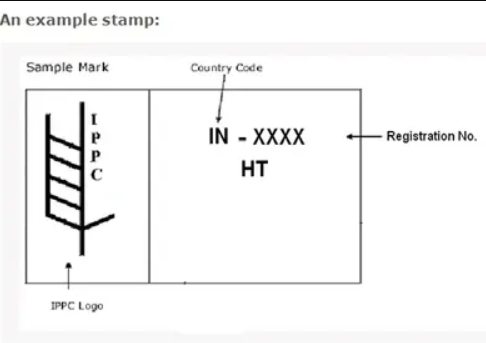 An example stamp:
Sample Mark
Country Code
I
P
P
C
IN - XXXX
HT
Registration No.
IPPC Logo